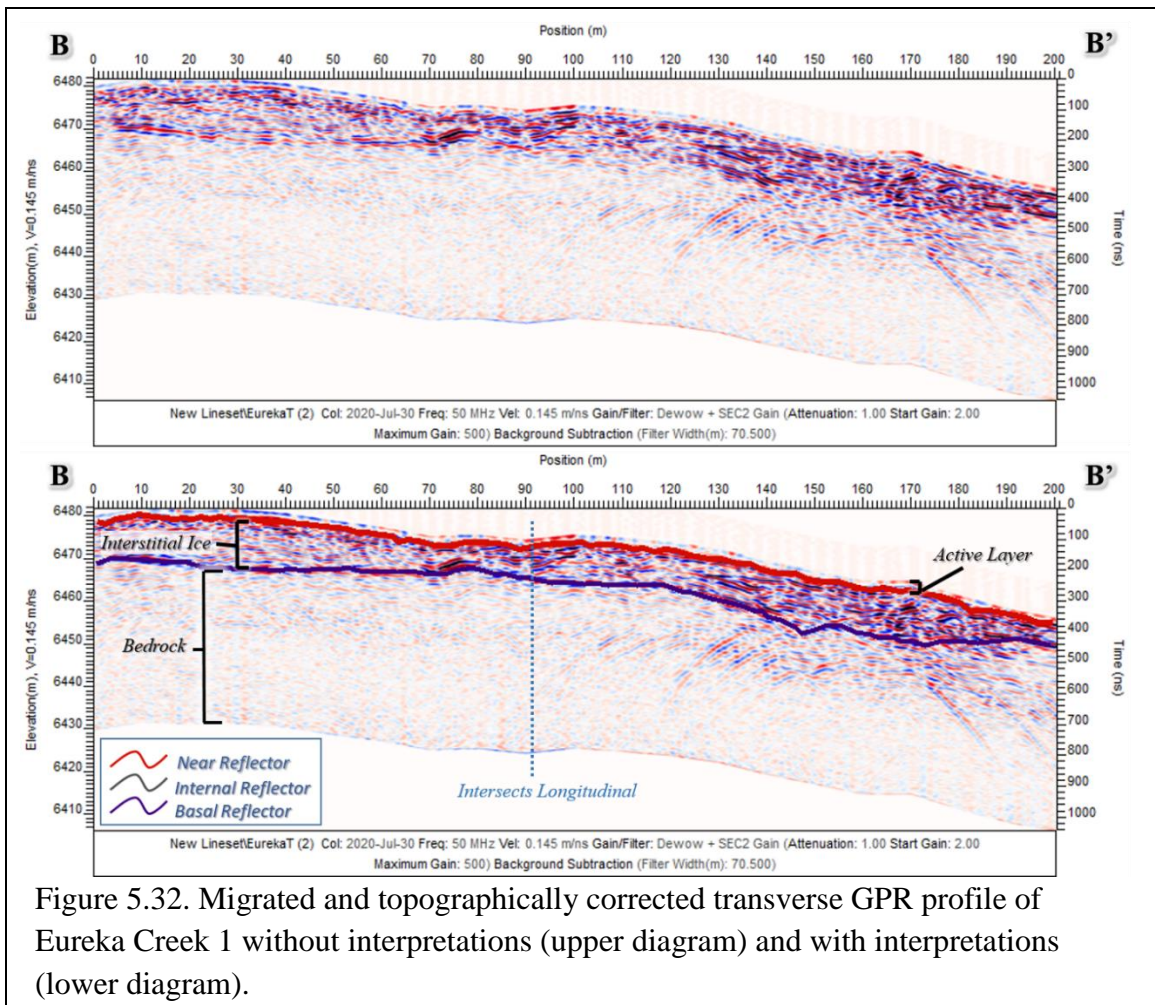 Position (m)
B
B'
0 10 20 30 40 50 60 70 80 90 100 110 120 130 140 150 160 170 180 190 200
6480
6470
6460
6450
6440
6430
6420
6410
Elevation(m), V=0.145 m/ns
0
100
200
300
400
500
600
700
800
900
1000
Time (ns)
New Lineset\EurekaT (2) Col: 2020-Jul-30 Freq: 50 MHz Vel: 0.145 m/ns Gain/Filter: Dewow + SEC2 Gain (Attenuation: 1.00 Start Gain: 2.00
Maximum Gain: 500) Background Subtraction (Filter Width(m): 70.500)
Position (m)
B
B'
0 10 20 30 40 50 60 70 80 90 100 110 120 130 140 150 160 170 180 190 200
6480
6470
6460
6450
6440
6430
6420
6410
Elevation(m), V=0.145 m/ns
0
100
200
300
400
500
600
700
800
900
1000
Time (ns)
Interstitial Ice
Active Layer
Bedrock
Near Reflector
Internal Reflector
Basal Reflector
Intersects Longitudinal
New Lineset\EurekaT (2) Col: 2020-Jul-30 Freq: 50 MHz Vel: 0.145 m/ns Gain/Filter: Dewow + SEC2 Gain (Attenuation: 1.00 Start Gain: 2.00
Maximum Gain: 500) Background Subtraction (Filter Width(m): 70.500)
Figure 5.32. Migrated and topographically corrected transverse GPR profile of
Eureka Creek 1 without interpretations (upper diagram) and with interpretations
(lower diagram).